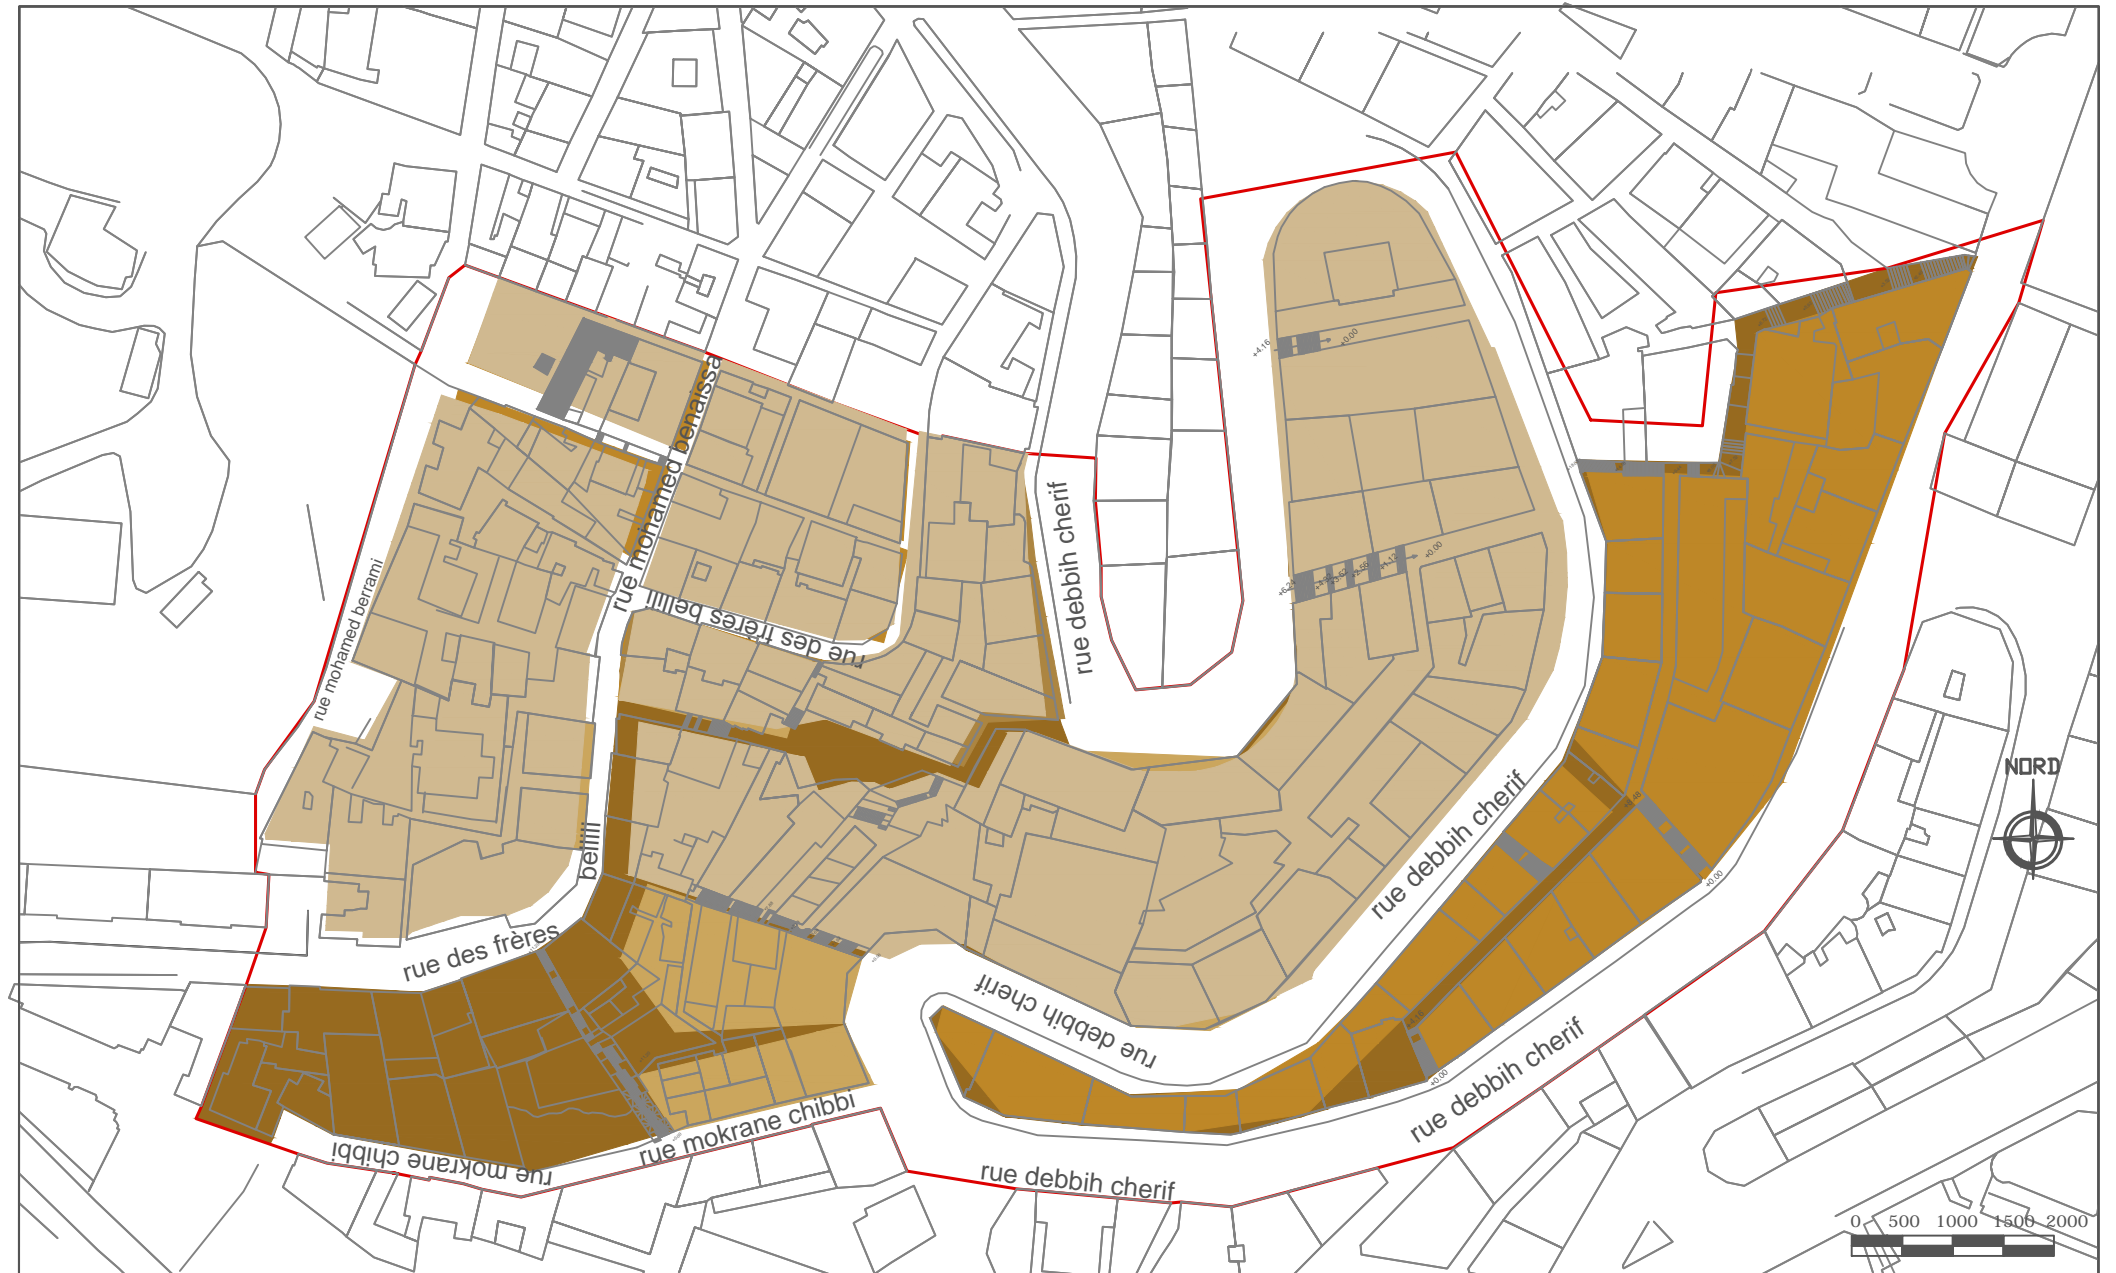 +4.16
+0.00
rue mohamed benaissa
rue debbih cherif
+0.00
+6.24
rue des frères bellili
rue mohamed berrami
NORD
rue debbih cherif
bellili
+0.00
rue des frères
rue debbih cherif
+0.00
rue debbih cherif
rue mokrane chibbi
rue mokrane chibbi
rue debbih cherif
0 500 1000 1500 2000